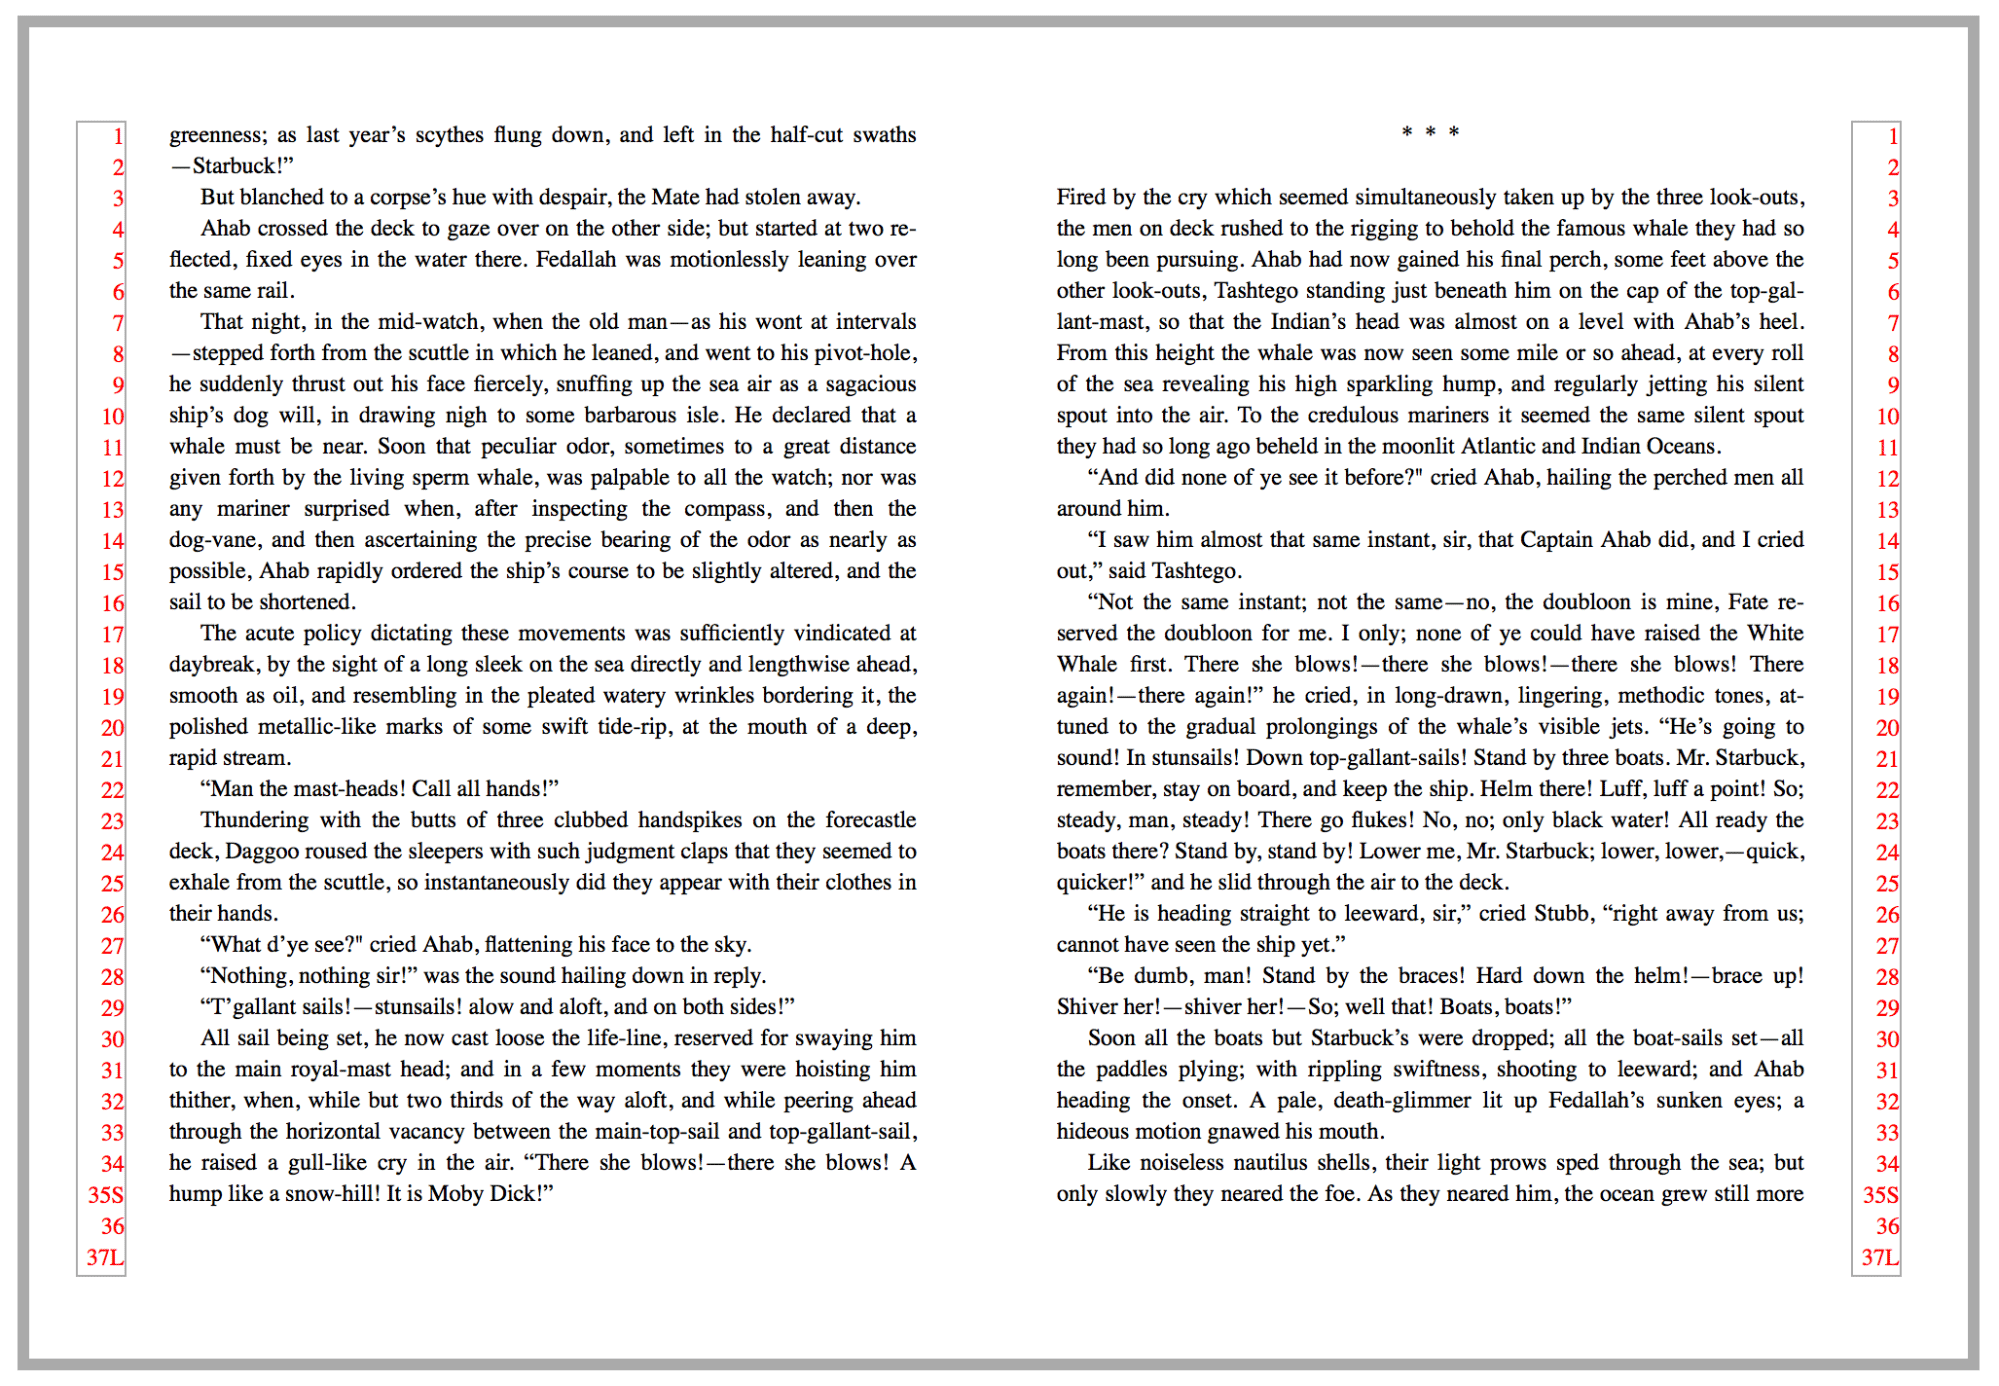 1 greenness; as last year’s scythes flung down, and left in the half-cut swaths
2 —Starbuck!”
3 But blanched to a corpse’s hue with despair, the Mate had stolen away.
4 Ahab crossed the deck to gaze over on the other side; but started at two re-
5 flected, fixed eyes in the water there. Fedallah was motionlessly leaning over
6 the same rail.
7 That night, in the mid-watch, when the old man—as his wont at intervals
8 —stepped forth from the scuttle in which he leaned, and went to his pivot-hole,
9 he suddenly thrust out his face fiercely, snuffing up the sea air as a sagacious
10 ship’s dog will, in drawing nigh to some barbarous isle. He declared that a
11 whale must be near. Soon that peculiar odor, sometimes to a great distance
12 given forth by the living sperm whale, was palpable to all the watch; nor was
13 any mariner surprised when, after inspecting the compass, and then the
14 dog-vane, and then ascertaining the precise bearing of the odor as nearly as
15 possible, Ahab rapidly ordered the ship’s course to be slightly altered, and the
16 sail to be shortened.
17 The acute policy dictating these movements was sufficiently vindicated at
18 daybreak, by the sight of a long sleek on the sea directly and lengthwise ahead,
19 smooth as oil, and resembling in the pleated watery wrinkles bordering it, the
20 polished metallic-like marks of some swift tide-rip, at the mouth of a deep,
21 rapid stream.
22 “Man the mast-heads! Call all hands!”
23 Thundering with the butts of three clubbed handspikes on the forecastle
24 deck, Daggoo roused the sleepers with such judgment claps that they seemed to
25 exhale from the scuttle, so instantaneously did they appear with their clothes in
26 their hands.
27 “What d’ye see?" cried Ahab, flattening his face to the sky.
28 “Nothing, nothing sir!” was the sound hailing down in reply.
29 “T’gallant sails!—stunsails! alow and aloft, and on both sides!”
30 All sail being set, he now cast loose the life-line, reserved for swaying him
31 to the main royal-mast head; and in a few moments they were hoisting him
32 thither, when, while but two thirds of the way aloft, and while peering ahead
33 through the horizontal vacancy between the main-top-sail and top-gallant-sail,
34 he raised a gull-like cry in the air. “There she blows!—there she blows! A
35S hump like a snow-hill! It is Moby Dick!”
36
37L
* * * 1
2
Fired by the cry which seemed simultaneously taken up by the three look-outs, 3
the men on deck rushed to the rigging to behold the famous whale they had so 4
long been pursuing. Ahab had now gained his final perch, some feet above the 5
other look-outs, Tashtego standing just beneath him on the cap of the top-gal- 6
lant-mast, so that the Indian’s head was almost on a level with Ahab’s heel. 7
From this height the whale was now seen some mile or so ahead, at every roll 8
of the sea revealing his high sparkling hump, and regularly jetting his silent 9
spout into the air. To the credulous mariners it seemed the same silent spout 10
they had so long ago beheld in the moonlit Atlantic and Indian Oceans. 11
“And did none of ye see it before?" cried Ahab, hailing the perched men all 12
around him. 13
“I saw him almost that same instant, sir, that Captain Ahab did, and I cried 14
out,” said Tashtego. 15
“Not the same instant; not the same—no, the doubloon is mine, Fate re- 16
served the doubloon for me. I only; none of ye could have raised the White 17
Whale first. There she blows!—there she blows!—there she blows! There 18
again!—there again!” he cried, in long-drawn, lingering, methodic tones, at- 19
tuned to the gradual prolongings of the whale’s visible jets. “He’s going to 20
sound! In stunsails! Down top-gallant-sails! Stand by three boats. Mr. Starbuck, 21
remember, stay on board, and keep the ship. Helm there! Luff, luff a point! So; 22
steady, man, steady! There go flukes! No, no; only black water! All ready the 23
boats there? Stand by, stand by! Lower me, Mr. Starbuck; lower, lower,—quick, 24
quicker!” and he slid through the air to the deck. 25
“He is heading straight to leeward, sir,” cried Stubb, “right away from us; 26
cannot have seen the ship yet.” 27
“Be dumb, man! Stand by the braces! Hard down the helm!—brace up! 28
Shiver her!—shiver her!—So; well that! Boats, boats!” 29
Soon all the boats but Starbuck’s were dropped; all the boat-sails set—all 30
the paddles plying; with rippling swiftness, shooting to leeward; and Ahab 31
heading the onset. A pale, death-glimmer lit up Fedallah’s sunken eyes; a 32
hideous motion gnawed his mouth. 33
Like noiseless nautilus shells, their light prows sped through the sea; but 34
only slowly they neared the foe. As they neared him, the ocean grew still more 35S
36
37L